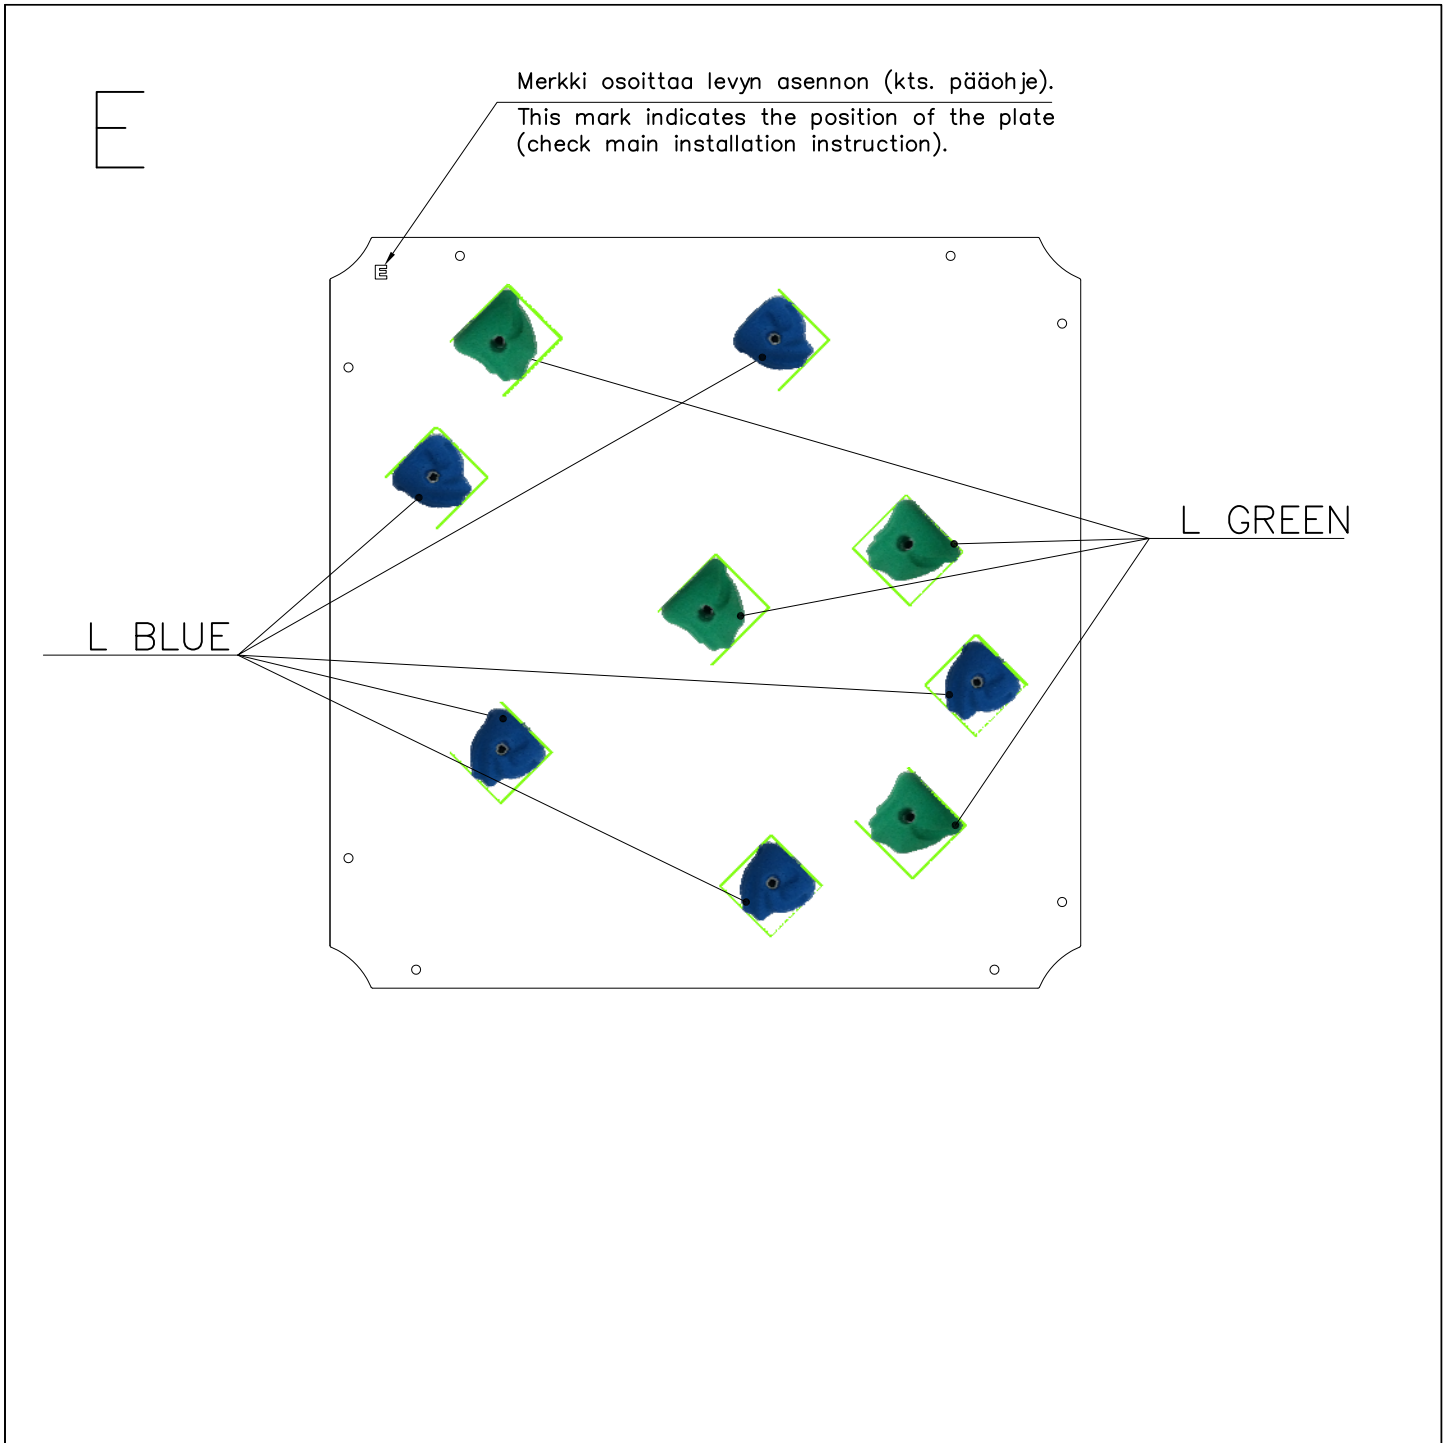 E
Merkki osoittaa levyn asennon (kts. pääohje).
This mark indicates the position of the plate
(check main installation instruction).
E
L GREEN
L BLUE